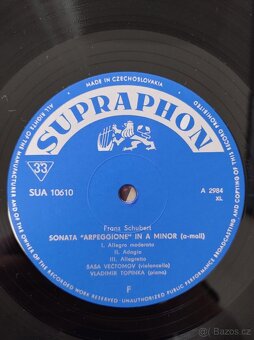 MADE IN CZECHOSLOVAKIA
SUPRAPHON
33
SUA 10610
A 2984
XL
Franz Schubert
SONATA "ARPEGGIONE" IN A MINOR (a-moll)
I. Allegro moderato
II. Adagio
III. Allegretto
SAŠA VEČTOMOV (violoncello)
VLADIMÍR TOPINKA (piano)
F
ALL RIGHTS OF THE MANUFACTURER AND OF THE OWNER OF THE RECORDED WORK RESERVED · UNAUTHORIZED PUBLIC PERFORMANCE BROADCASTING AND COPYING OF THIS RECORD PROHIBITED
Bazoš.cz